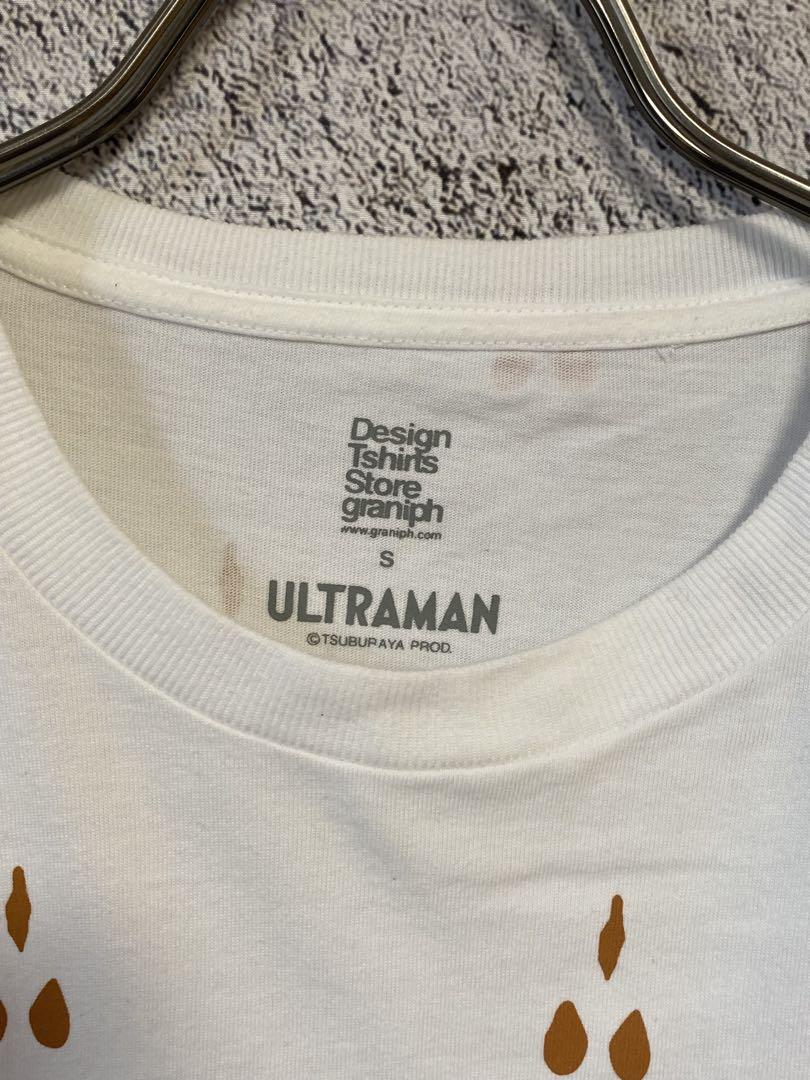 Design
Tshirts
Store
graniph
www.graniph.com
S
ULTRAMAN
©TSUBURAYA PROD.